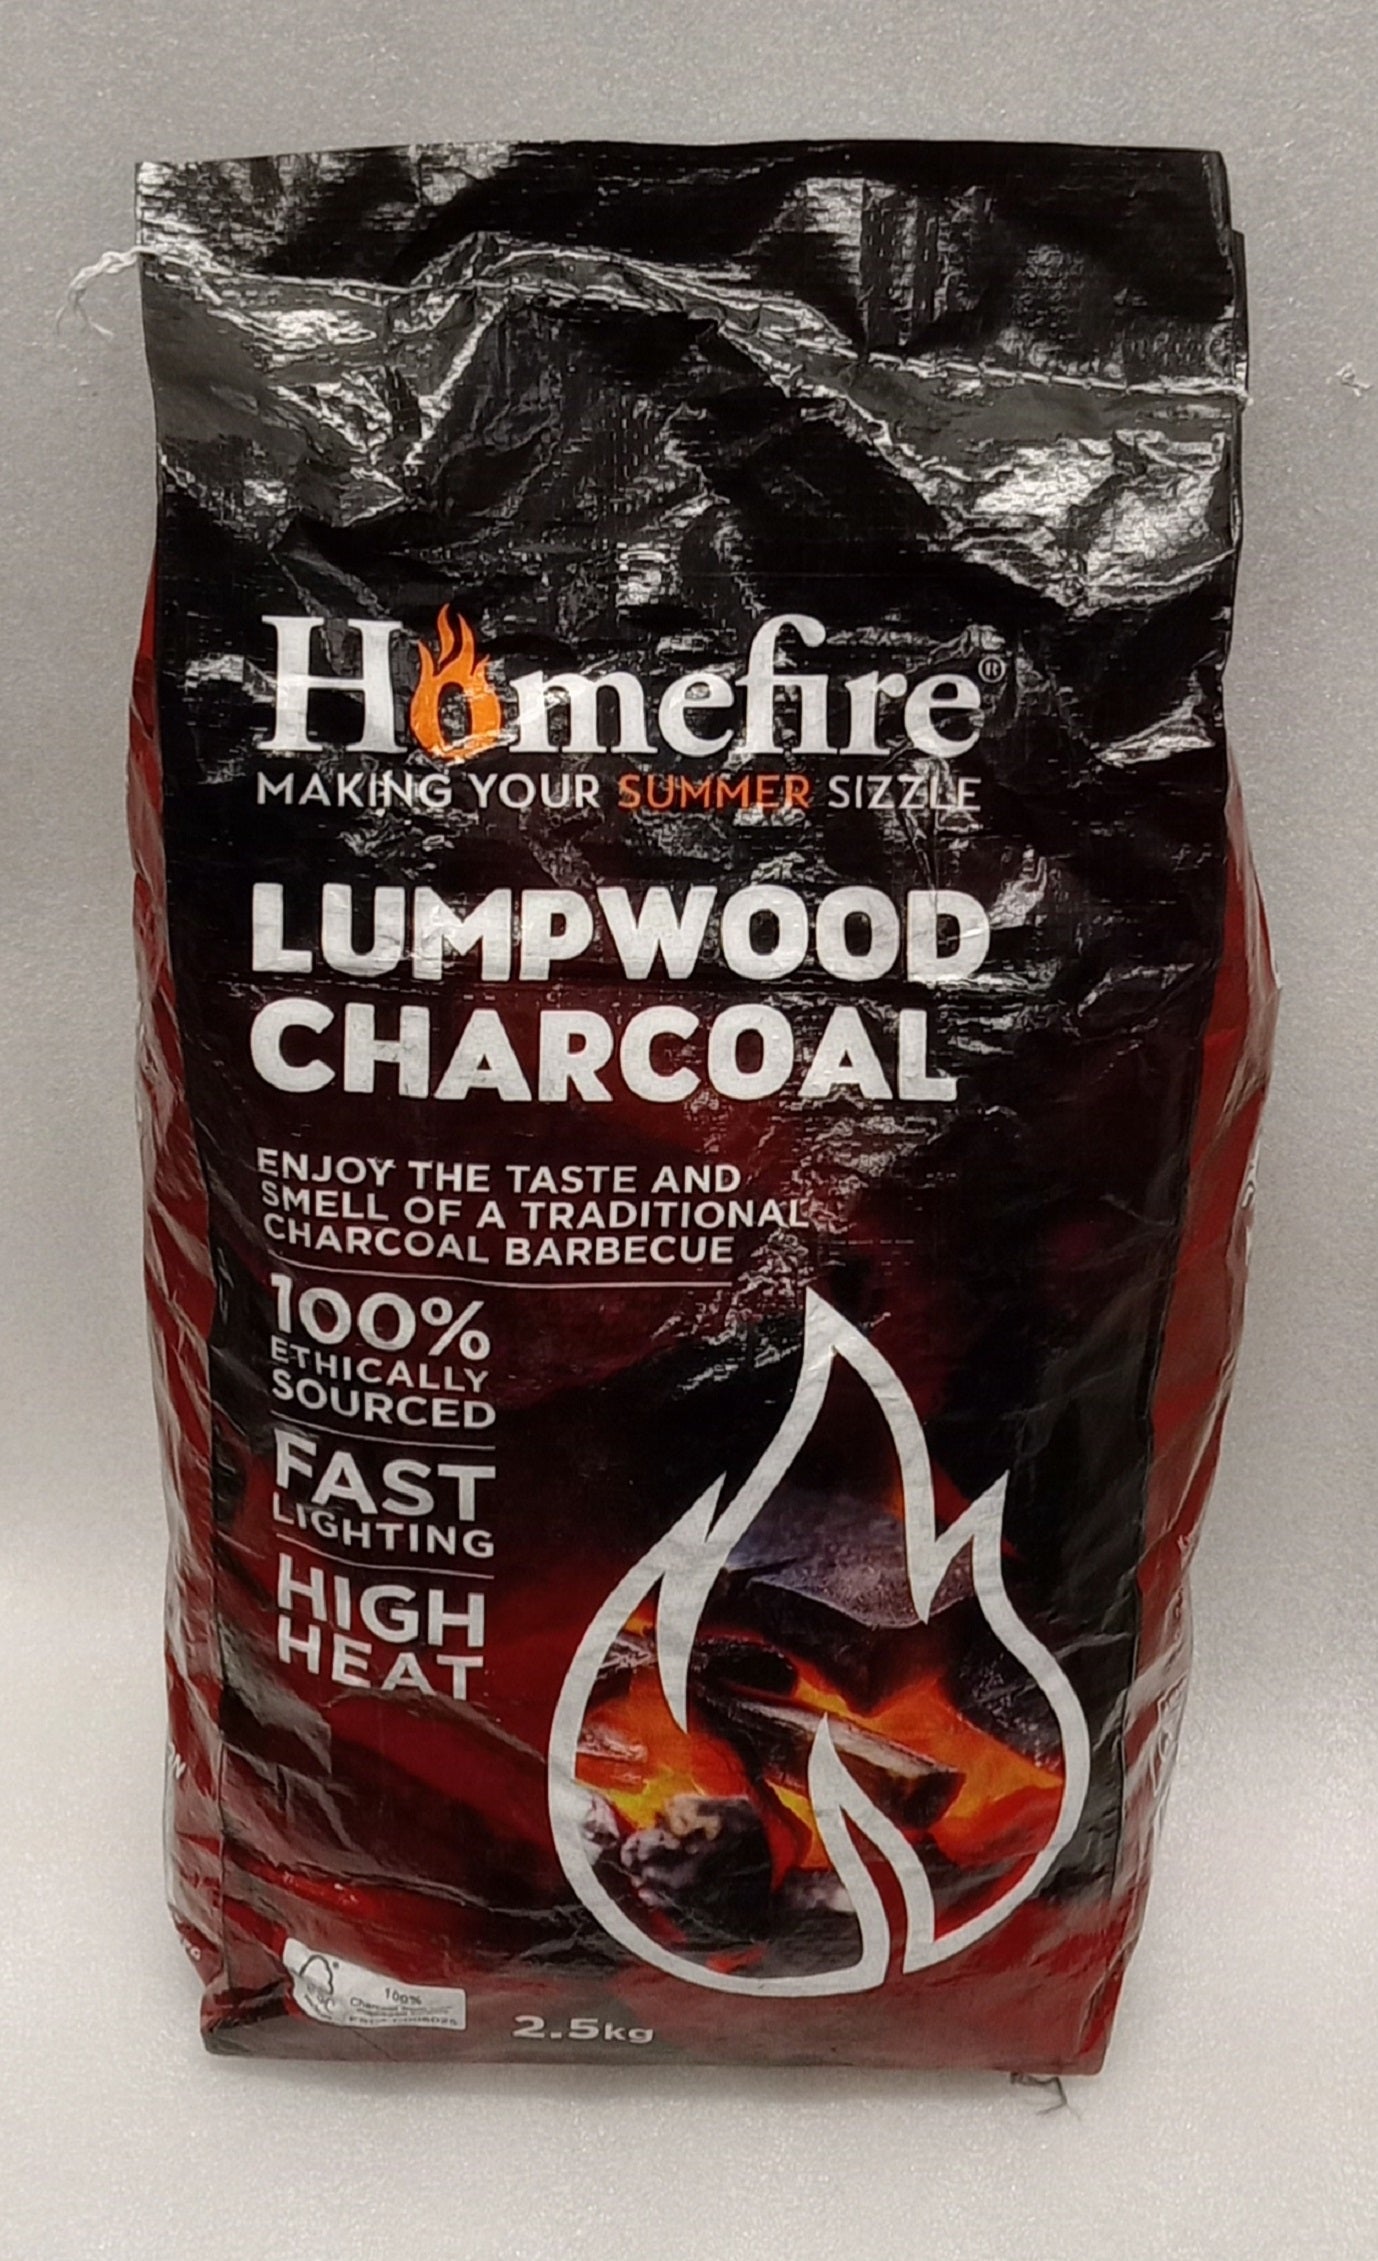 Homefire®
MAKING YOUR SUMMER SIZZLE
LUMPWOOD
CHARCOAL
ENJOY THE TASTE AND
SMELL OF A TRADITIONAL
CHARCOAL BARBECUE
100%
ETHICALLY
SOURCED
FAST
LIGHTING
HIGH
HEAT
FSC
100%
2.5kg